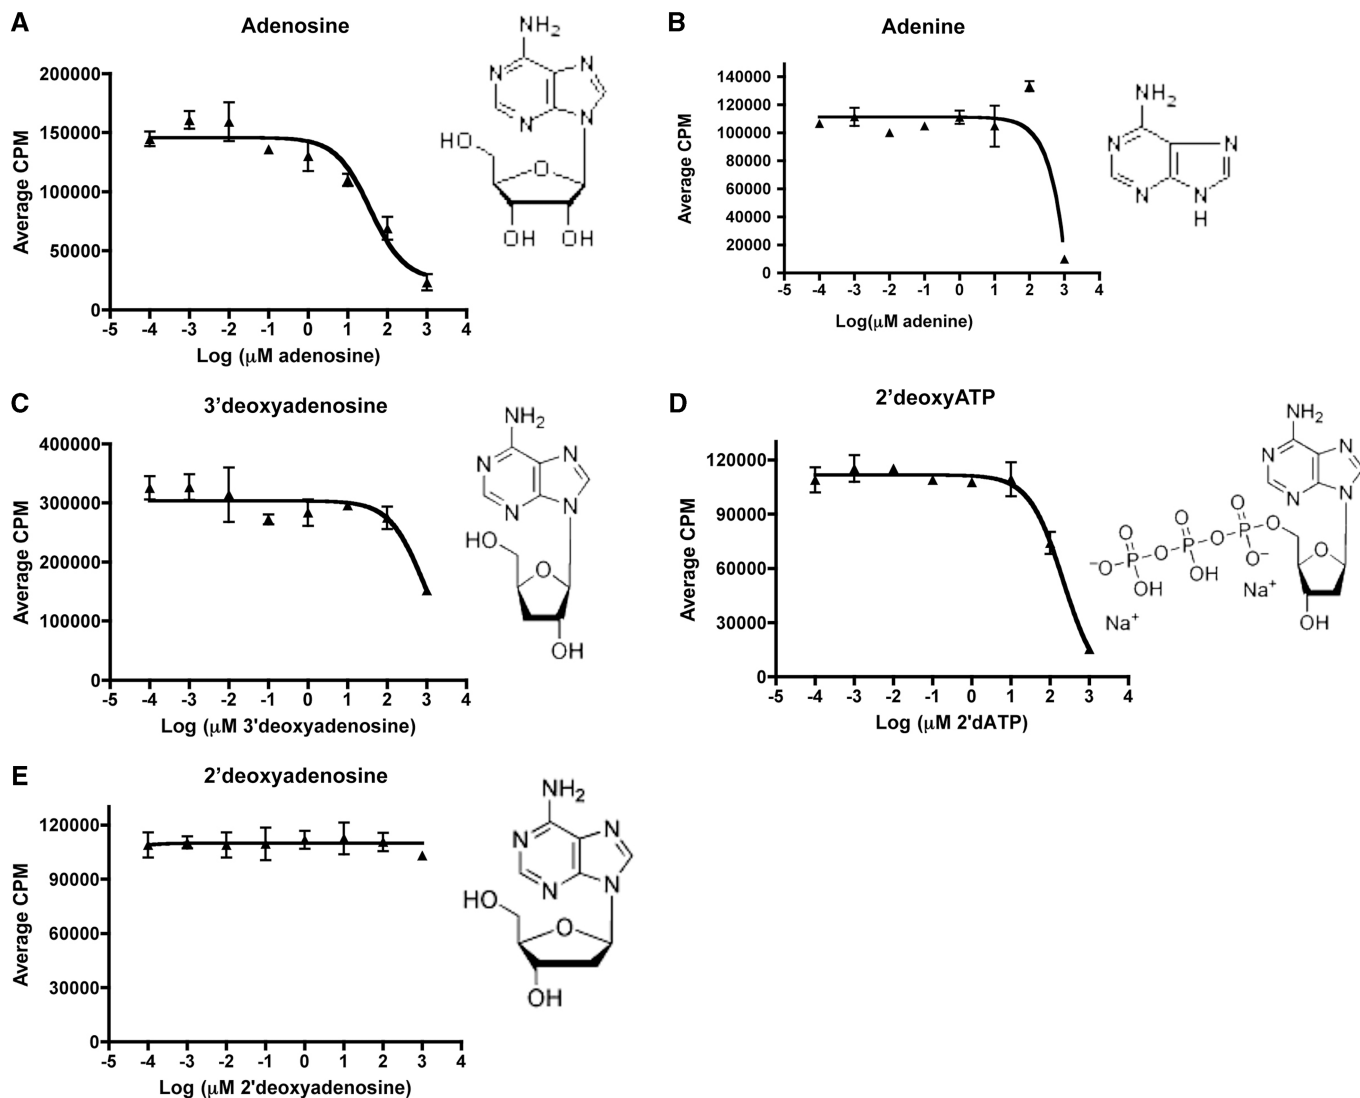 A
Adenosine
Average CPM
200000
150000
100000
50000
0
-5 -4 -3 -2 -1 0 1 2 3 4
Log (μM adenosine)
NH2
N
N
N
N
HO
O
OH
OH
B
Adenine
Average CPM
140000
120000
100000
80000
60000
40000
20000
0
-5 -4 -3 -2 -1 0 1 2 3 4
Log(μM adenine)
NH2
N
N
N
N
H
C
3’deoxyadenosine
Average CPM
400000
300000
200000
100000
0
-5 -4 -3 -2 -1 0 1 2 3 4
Log (μM 3'deoxyadenosine)
NH2
N
N
N
N
HO
O
OH
D
2’deoxyATP
Average CPM
120000
90000
60000
30000
0
-5 -4 -3 -2 -1 0 1 2 3 4
Log (μM 2'dATP)
NH2
N
N
N
N
O
O
O
−O
P
O
P
O
P
O
O
OH
OH
O−
Na+
Na+
OH
E
2’deoxyadenosine
Average CPM
120000
90000
60000
30000
0
-5 -4 -3 -2 -1 0 1 2 3 4
Log (μM 2'deoxyadenosine)
NH2
N
N
N
N
HO
O
OH